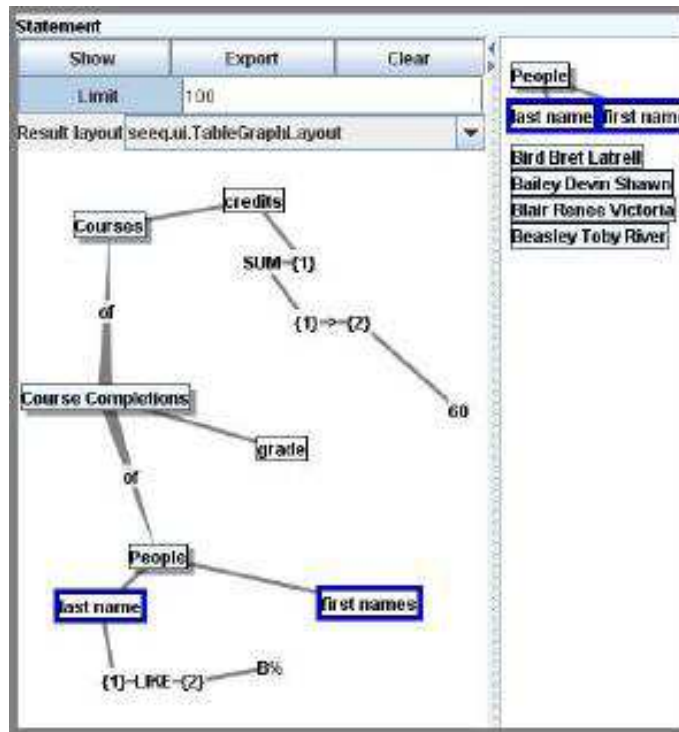 Statement
Show Export Clear
Limit 100
Result layout seeq.ui.TableGraphLayout
credits
Courses
SUM-{1}
of
{1}->-{2}
Course Completions
60
grade
of
People
last name
first names
{1}-LIKE-{2}
B%
People
last name first nam
Bird Bret Latrell
Bailey Devin Shawn
Blair Renee Victoria
Beasley Toby River